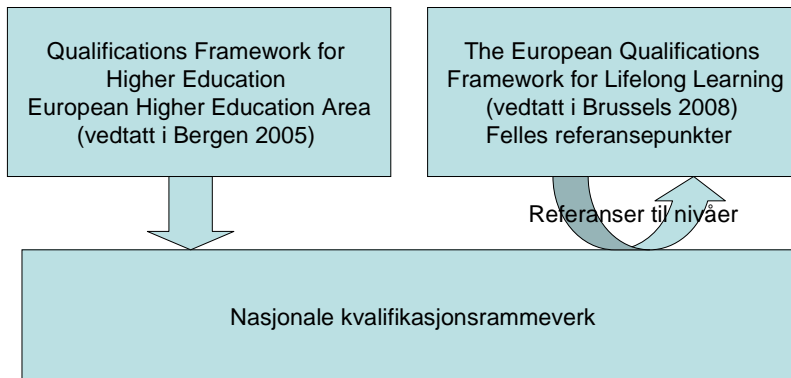 Qualifications Framework for
Higher Education
European Higher Education Area
(vedtatt i Bergen 2005)
The European Qualifications
Framework for Lifelong Learning
(vedtatt i Brussels 2008)
Felles referansepunkter
Referanser til nivåer
Nasjonale kvalifikasjonsrammeverk